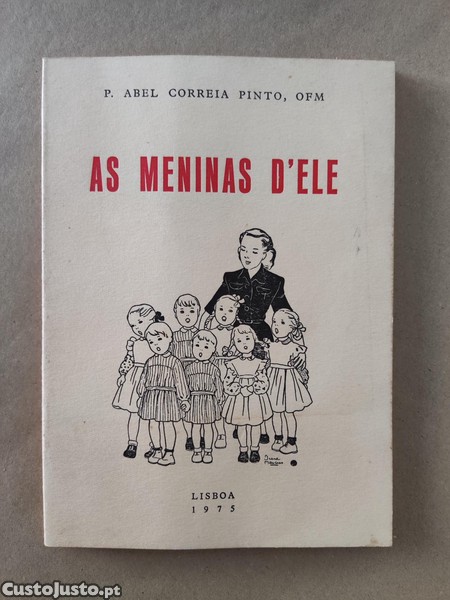 P. ABEL CORREIA PINTO, OFM
AS MENINAS D'ELE
LISBOA
1975
CustoJusto.pt